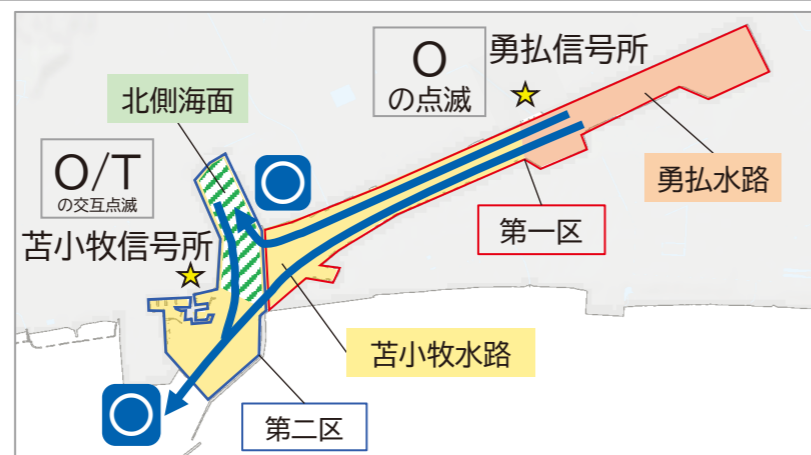 O
の点滅
勇払信号所
北側海面
O/T
の交互点滅
苫小牧信号所
勇払水路
第一区
苫小牧水路
第二区